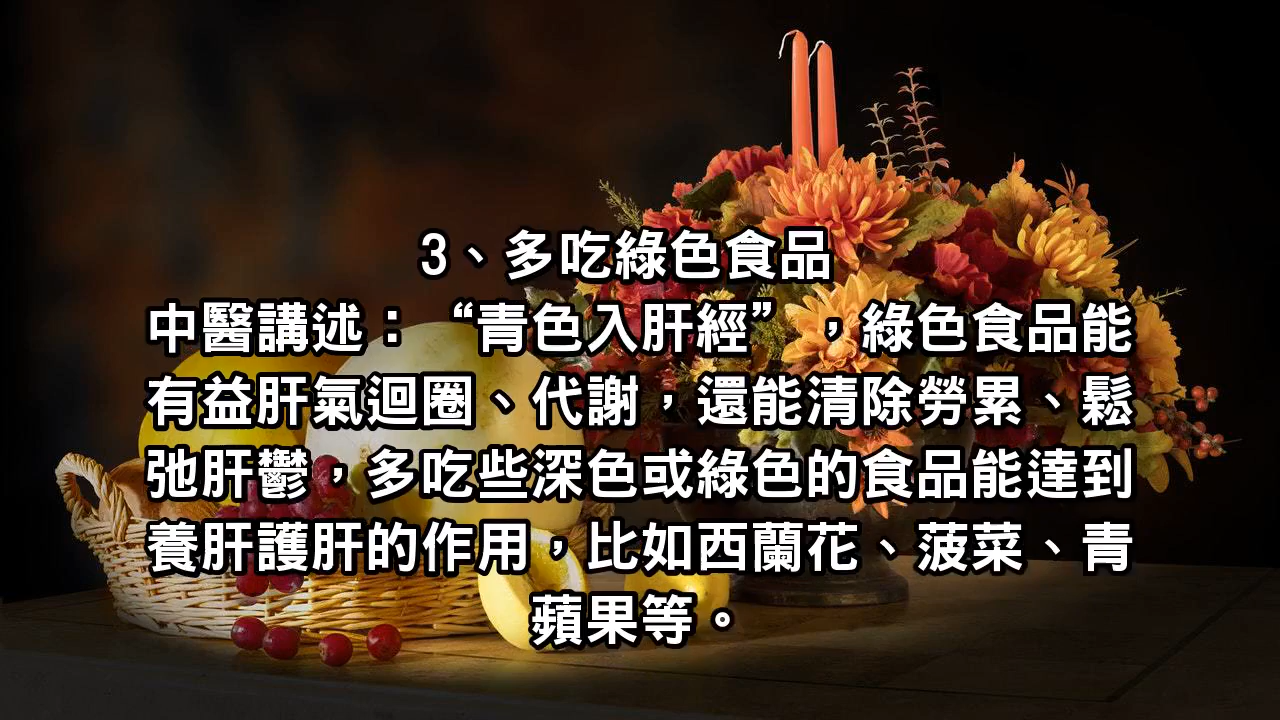 3、多吃綠色食品
中醫講述：“青色入肝經”，綠色食品能
有益肝氣迴圈、代謝，還能清除勞累、鬆
弛肝鬱，多吃些深色或綠色的食品能達到
養肝護肝的作用，比如西蘭花、菠菜、青
蘋果等。